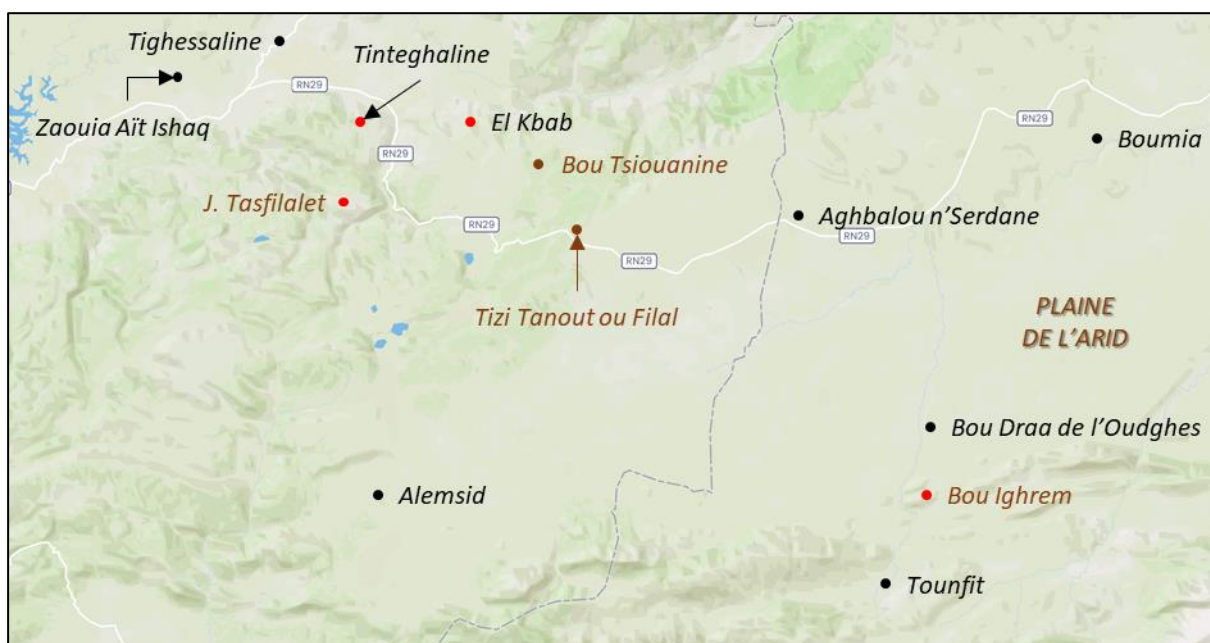 Tighessaline
Tinteghaline
RN29
Zaouia Aït Ishaq
El Kbab
RN29
Boumia
RN29
Bou Tsiouanine
J. Tasfilalet
Aghbalou n’Serdane
RN29
RN29
RN29
Tizi Tanout ou Filal
PLAINE
DE L’ARID
Bou Draa de l’Oudghes
Alemsid
Bou Ighrem
Tounfit